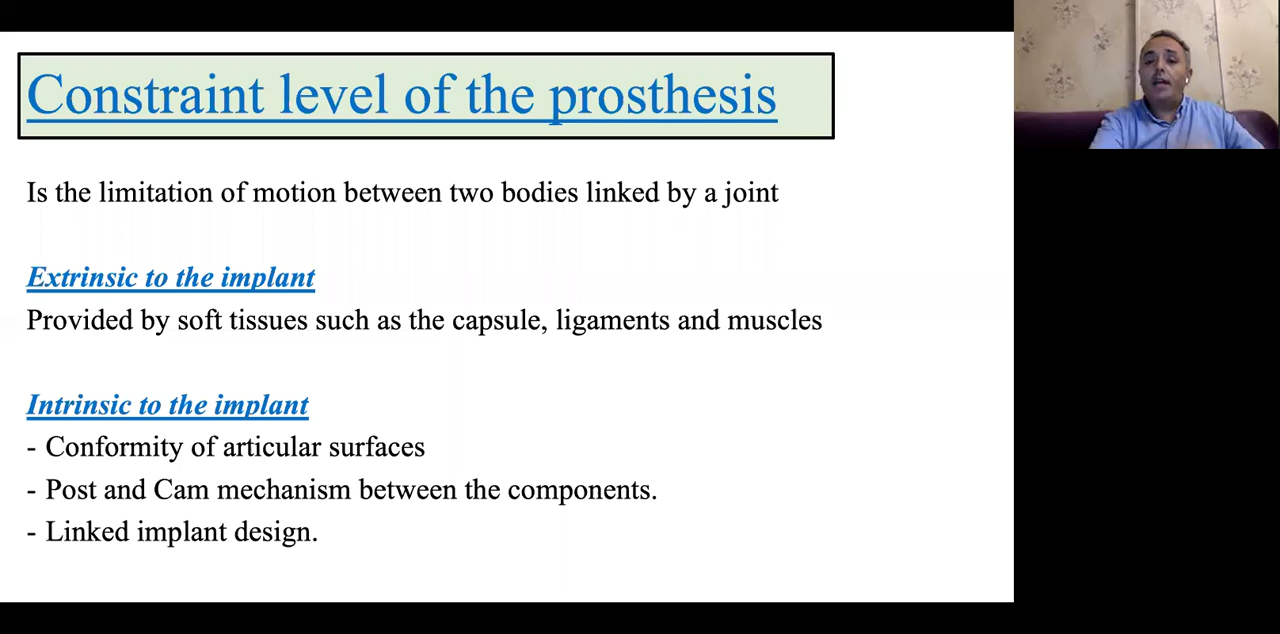 Constraint level of the prosthesis
Is the limitation of motion between two bodies linked by a joint
Extrinsic to the implant
Provided by soft tissues such as the capsule, ligaments and muscles
Intrinsic to the implant
- Conformity of articular surfaces
- Post and Cam mechanism between the components.
- Linked implant design.